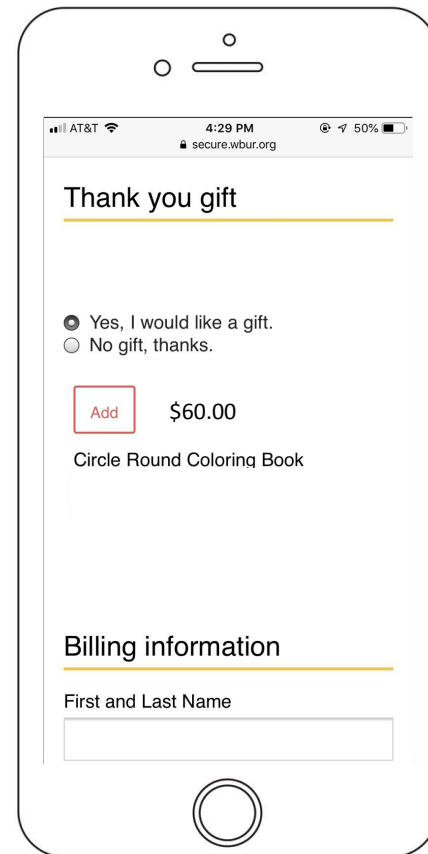 AT&T 4:29 PM 50%
secure.wbur.org
Thank you gift
Yes, I would like a gift.
No gift, thanks.
Add $60.00
Circle Round Coloring Book
Billing information
First and Last Name